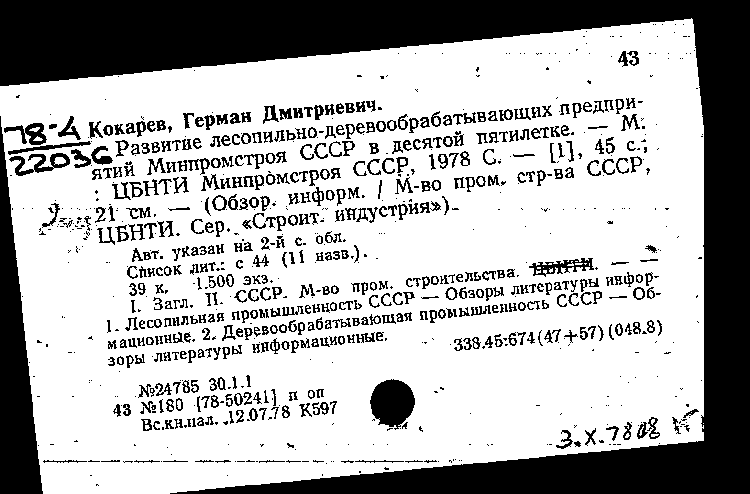 43
78-4
22036
Кокарев, Герман Дмитриевич.
Развитие лесопильно-деревообрабатывающих предпри-
ятий Минпромстроя СССР в десятой пятилетке. — М.
: ЦБНТИ Минпромстроя СССР, 1978 С. — [1], 45 с.;
21 см. — (Обзор. информ. / М-во пром. стр-ва СССР,
ЦБНТИ. Сер. «Строит. индустрия»).
Авт. указан на 2-й с. обл.
Список лит.: с 44 (11 назв.).
39 к. 1.500 экз.
I. Загл. II. СССР. М-во пром. строительства. ЦБНТИ. — —
1. Лесопильная промышленность СССР — Обзоры литературы инфор-
мационные. 2. Деревообрабатывающая промышленность СССР — Об-
зоры литературы информационные.
338.45:674(47+57)(048.8)
№24785 30.1.1
43 №180 [78-50241] п оп
Вс.кн.пал. .12.07.78 К597
3.X.78